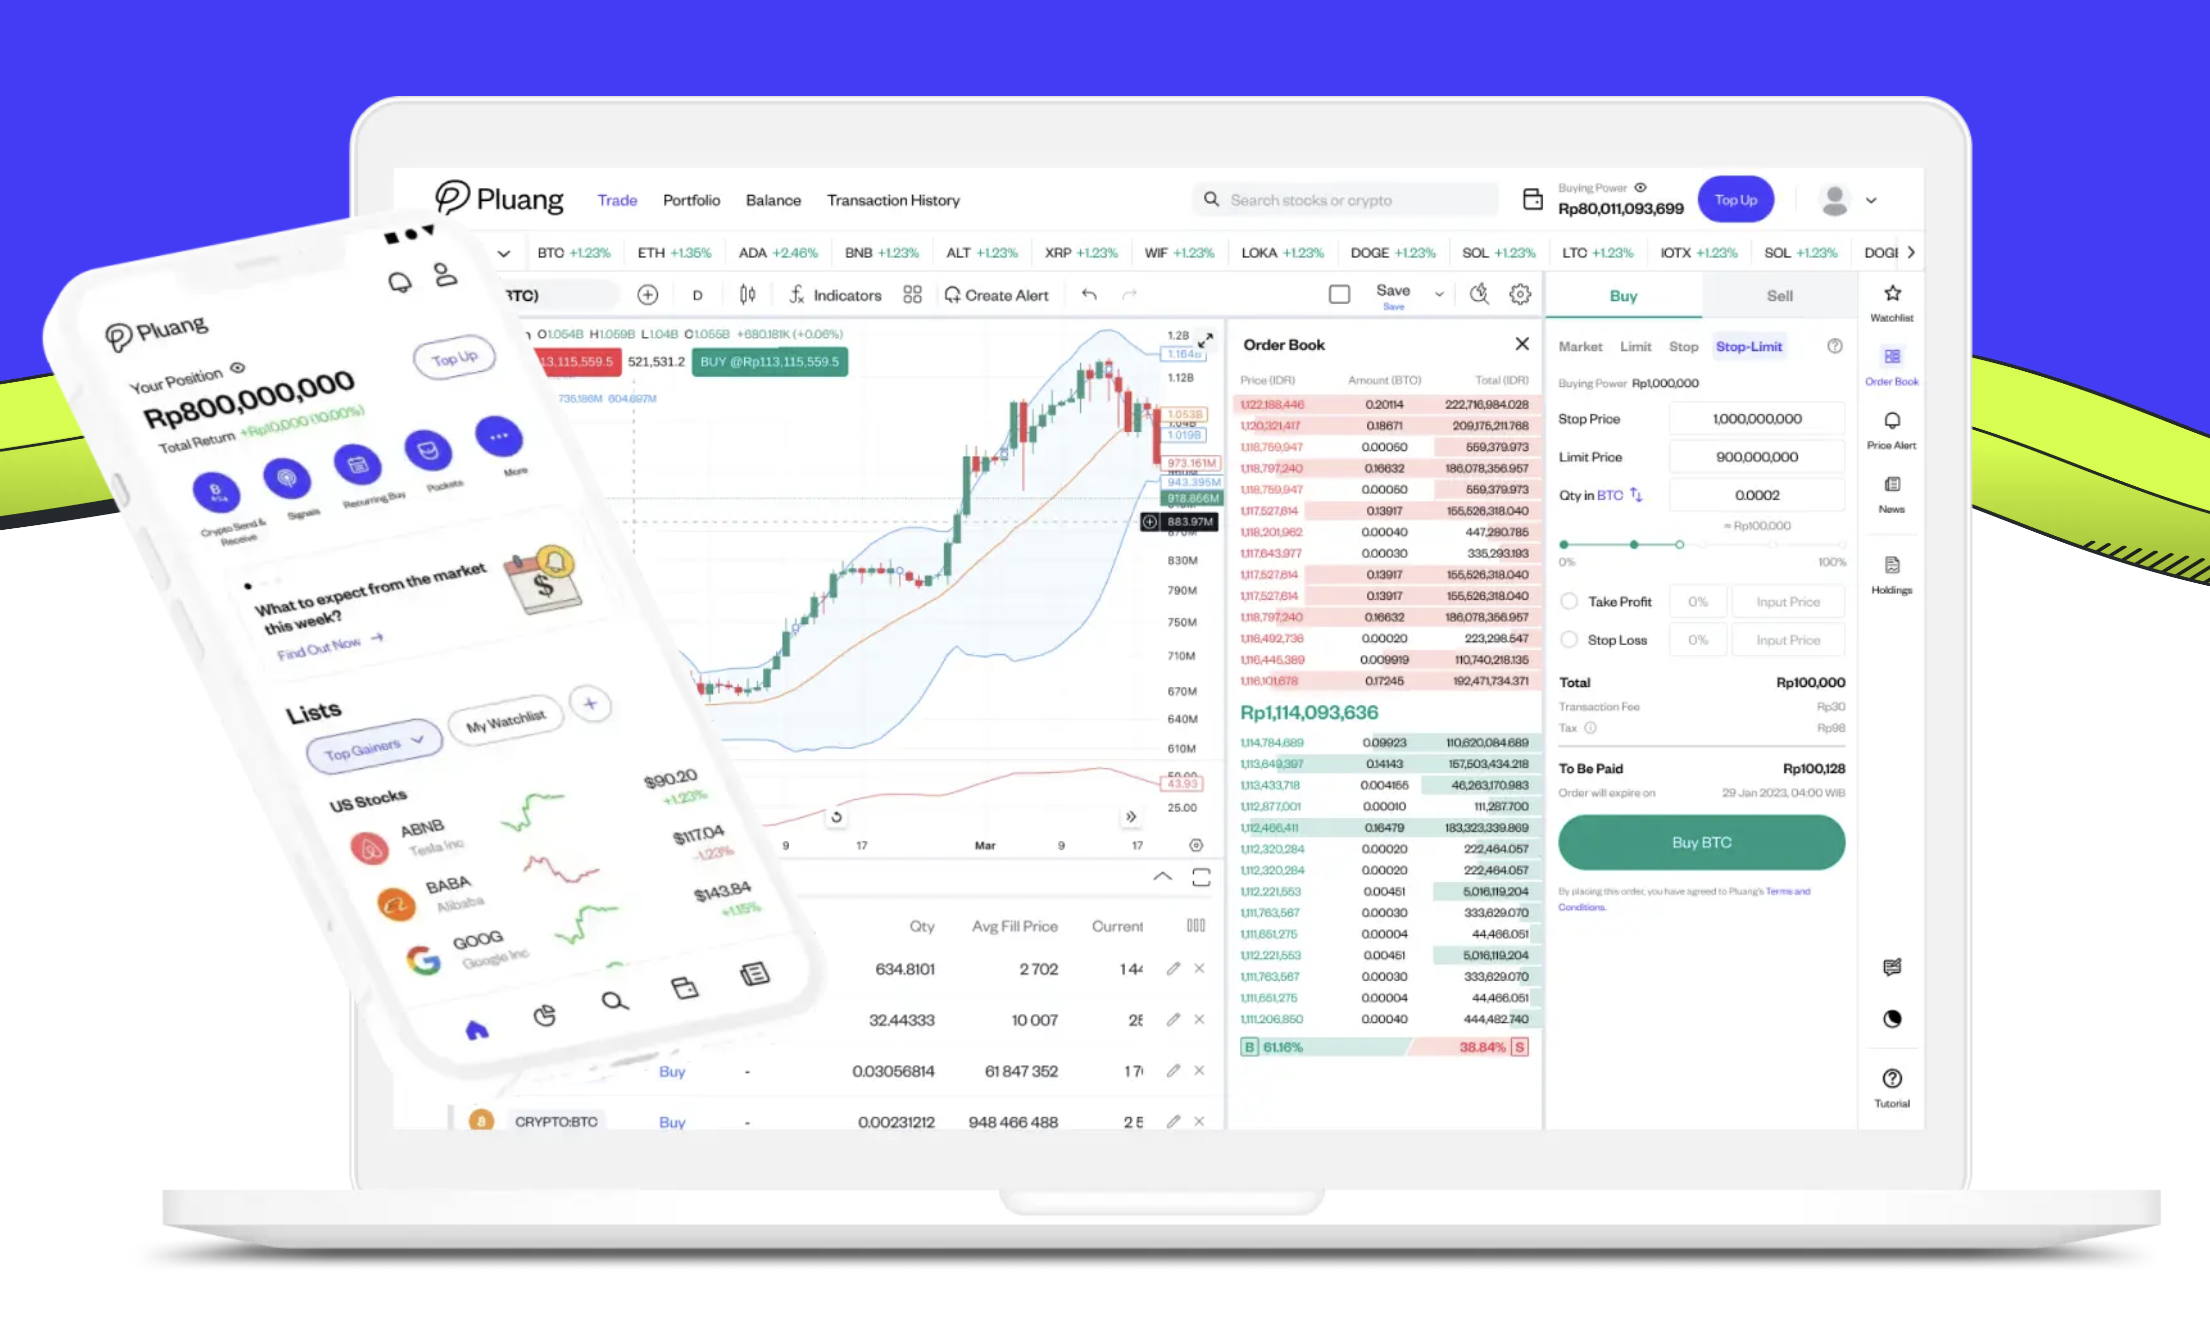 Pluang
Trade Portfolio Balance Transaction History
Search stocks or crypto
Buying Power
Rp80,011,093,699
Top Up
BTC +1.23% ETH +1.35% ADA +2.46% BNB +1.23% ALT +1.23% XRP +1.23% WIF +1.23% LOKA +1.23% DOGE +1.23% SOL +1.23% LTC +1.23% IOTX +1.23% SOL +1.23% DOGE
BTC)
D
Indicators
Create Alert
Save
Save
O1.054B H1.059B L1.04B C1.055B +680.181K (+0.06%)
13,115,559.5
521,531.2
BUY @Rp113,115,559.5
735.186M 604.697M
1.2B
1.164B
1.12B
1.053B
1.04B
1.019B
973.161M
943.395M
918.866M
883.97M
870M
830M
790M
750M
710M
670M
640M
610M
50.00
43.93
25.00
9 17 Mar 9 17
Qty Avg Fill Price Current
634.8101 2 702 1 44
32.44333 10 007
Buy - 0.03056814 61 847 352
CRYPTO:BTC Buy - 0.00231212 948 466 488
Order Book
Price (IDR) Amount (BTC) Total (IDR)
1,122,188,446 0.20114 222,716,984.028
1,120,321,417 0.18671 209,175,211.768
1,118,759,947 0.00050 559,379.973
1,118,797,240 0.16632 186,078,356.957
1,118,759,947 0.00050 559,379.973
1,117,527,614 0.13917 155,526,318.040
1,118,201,962 0.00040 447,280.785
1,117,643,977 0.00030 335,293.193
1,117,527,614 0.13917 155,526,318.040
1,117,527,614 0.13917 155,526,318.040
1,118,797,240 0.16632 186,078,356.957
1,116,492,736 0.00020 223,298.547
1,116,445,389 0.009919 110,740,218.135
1,116,101,678 0.17245 192,471,734.371
Rp1,114,093,636
1,114,784,689 0.09923 110,620,084.689
1,113,649,397 0.14143 157,503,434.218
1,113,433,718 0.004155 46,263,170.983
1,112,877,001 0.00010 111,287.700
1,112,466,411 0.16479 183,323,339.869
1,112,320,284 0.00020 222,464.057
1,112,320,284 0.00020 222,464.057
1,112,221,553 0.00451 5,016,119,204
1,111,763,567 0.00030 333,629.070
1,111,651,275 0.00004 44,466.051
1,112,221,553 0.00451 5,016,119,204
1,111,763,567 0.00030 333,629.070
1,111,551,275 0.00004 44,466.051
1,111,206,850 0.00040 444,482.740
B 61.16% 38.84% S
Buy Sell
Market Limit Stop Stop-Limit
Buying Power Rp1,000,000
Stop Price 1,000,000,000
Limit Price 900,000,000
Qty in BTC 0.0002
≈ Rp100,000
0% 100%
Take Profit 0% Input Price
Stop Loss 0% Input Price
Total Rp100,000
Transaction Fee Rp30
Tax Rp98
To Be Paid Rp100,128
Order will expire on 29 Jan 2023, 04:00 WIB
Buy BTC
By placing this order, you have agreed to Pluang's Terms and
Conditions.
Watchlist
Order Book
Price Alert
News
Holdings
Tutorial
Pluang
Your Position
Rp800,000,000
Total Return +Rp10,000 (10.00%)
Top Up
Crypto Send &
Receive
Signals
Recurring Buy
Pockets
More
What to expect from the market
this week?
Find Out Now
Lists
Top Gainers
My Watchlist
US Stocks
ABNB
Tesla Inc
$90.20
+1.23%
BABA
Alibaba
$117.04
-1.23%
GOOG
Google Inc
$143.84
+1.15%